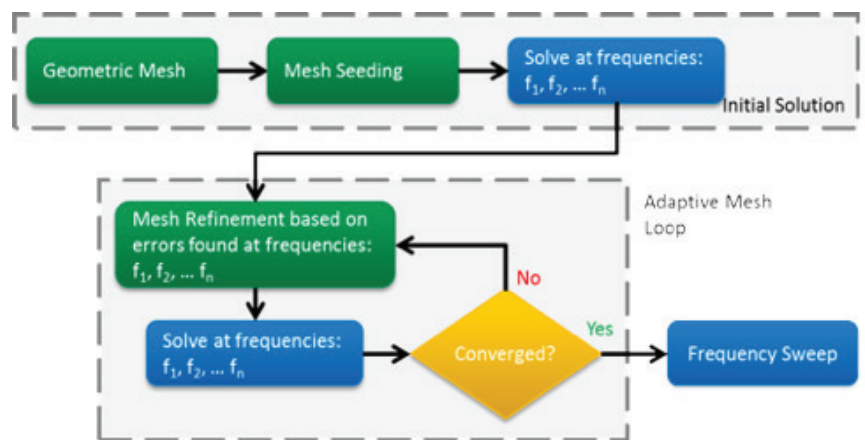 Geometric Mesh
Mesh Seeding
Solve at frequencies:
f₁, f₂, ... fₙ
Initial Solution
Mesh Refinement based on
errors found at frequencies:
f₁, f₂, ... fₙ
Adaptive Mesh
Loop
No
Solve at frequencies:
f₁, f₂, ... fₙ
Converged?
Yes
Frequency Sweep